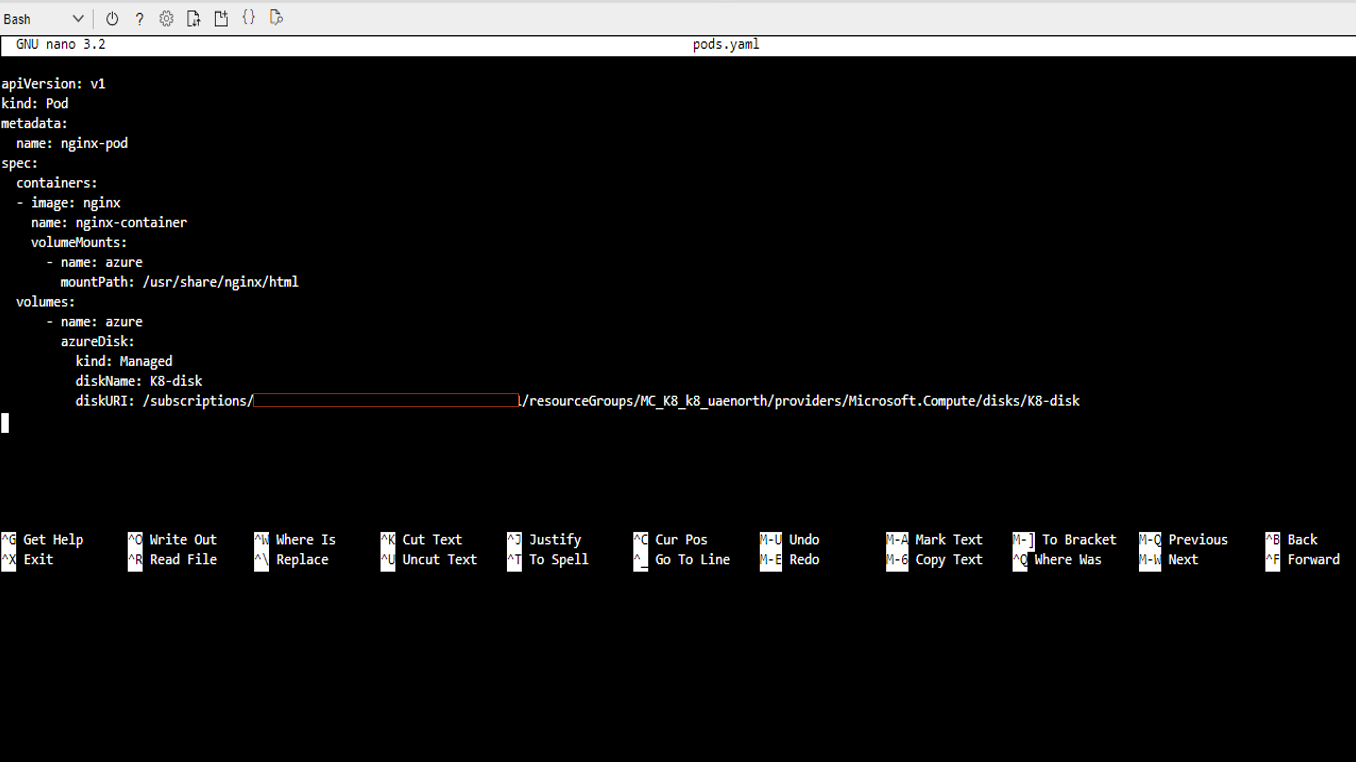 Bash
GNU nano 3.2 pods.yaml
apiVersion: v1
kind: Pod
metadata:
  name: nginx-pod
spec:
  containers:
  - image: nginx
    name: nginx-container
    volumeMounts:
      - name: azure
        mountPath: /usr/share/nginx/html
  volumes:
      - name: azure
        azureDisk:
          kind: Managed
          diskName: K8-disk
          diskURI: /subscriptions/ /resourceGroups/MC_K8_k8_uaenorth/providers/Microsoft.Compute/disks/K8-disk
^G Get Help ^O Write Out ^W Where Is ^K Cut Text ^J Justify ^C Cur Pos M-U Undo M-A Mark Text M-] To Bracket M-Q Previous ^B Back
^X Exit ^R Read File ^\ Replace ^U Uncut Text ^T To Spell ^_ Go To Line M-E Redo M-6 Copy Text ^Q Where Was M-W Next ^F Forward